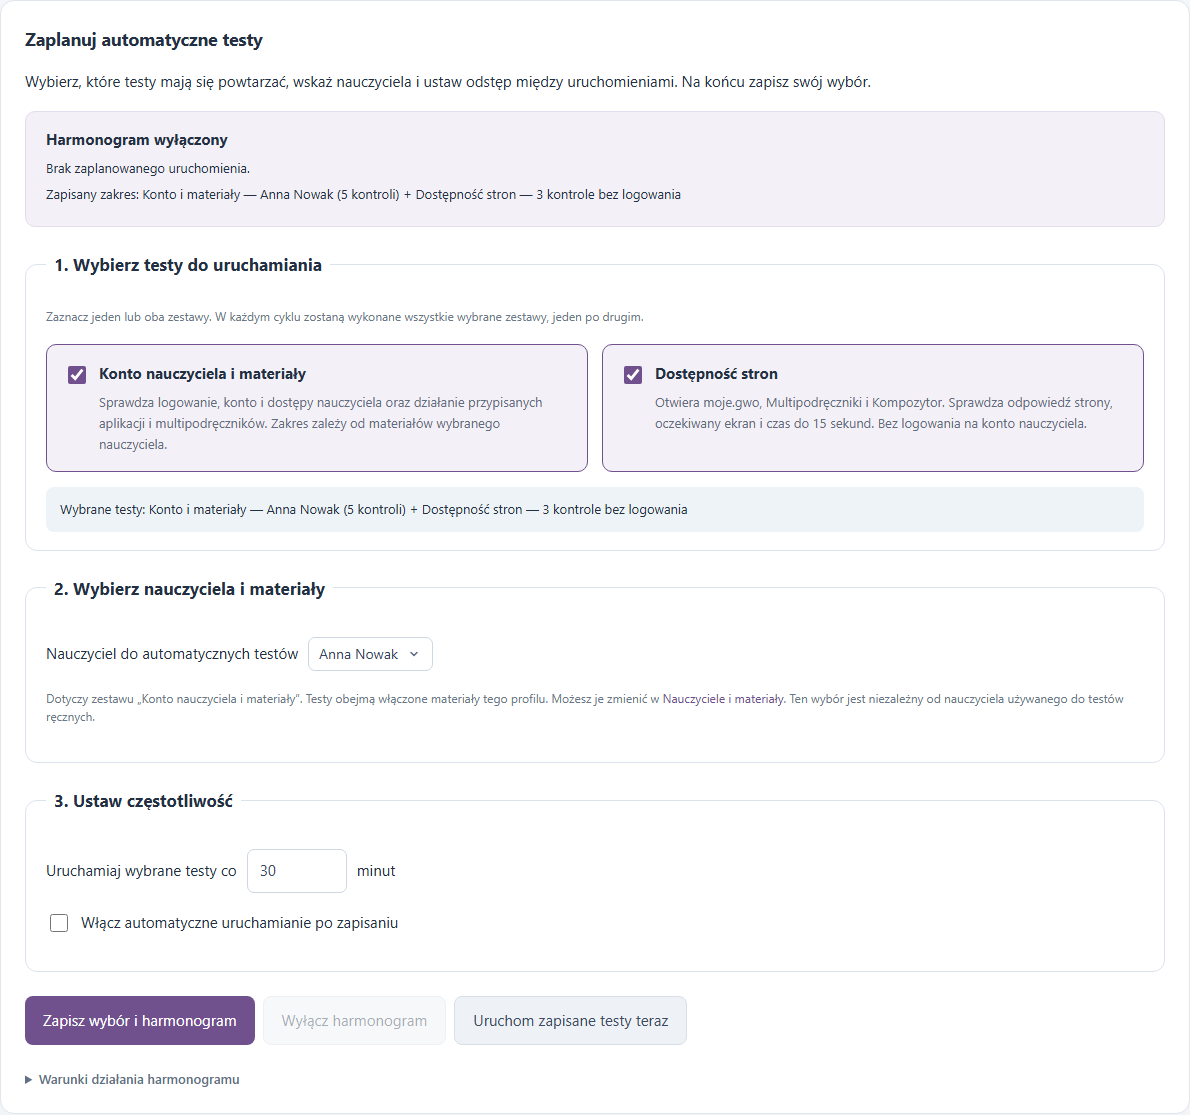 Zaplanuj automatyczne testy
Wybierz, które testy mają się powtarzać, wskaż nauczyciela i ustaw odstęp między uruchomieniami. Na końcu zapisz swój wybór.
Harmonogram wyłączony
Brak zaplanowanego uruchomienia.
Zapisany zakres: Konto i materiały — Anna Nowak (5 kontroli) + Dostępność stron — 3 kontrole bez logowania
1. Wybierz testy do uruchamiania
Zaznacz jeden lub oba zestawy. W każdym cyklu zostaną wykonane wszystkie wybrane zestawy, jeden po drugim.
Konto nauczyciela i materiały
Sprawdza logowanie, konto i dostępy nauczyciela oraz działanie przypisanych
aplikacji i multipodręczników. Zakres zależy od materiałów wybranego
nauczyciela.
Dostępność stron
Otwiera moje.gwo, Multipodręczniki i Kompozytor. Sprawdza odpowiedź strony,
oczekiwany ekran i czas do 15 sekund. Bez logowania na konto nauczyciela.
Wybrane testy: Konto i materiały — Anna Nowak (5 kontroli) + Dostępność stron — 3 kontrole bez logowania
2. Wybierz nauczyciela i materiały
Nauczyciel do automatycznych testów Anna Nowak
Dotyczy zestawu „Konto nauczyciela i materiały”. Testy obejmą włączone materiały tego profilu. Możesz je zmienić w Nauczyciele i materiały. Ten wybór jest niezależny od nauczyciela używanego do testów
ręcznych.
3. Ustaw częstotliwość
Uruchamiaj wybrane testy co 30 minut
Włącz automatyczne uruchamianie po zapisaniu
Zapisz wybór i harmonogram
Wyłącz harmonogram
Uruchom zapisane testy teraz
Warunki działania harmonogramu